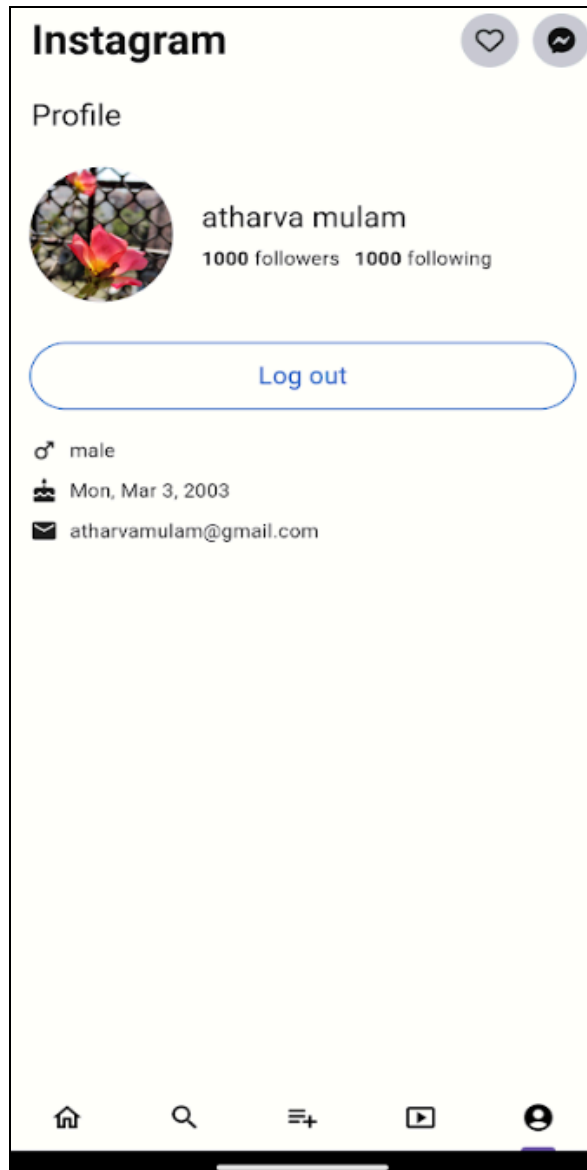 Instagram
Profile
atharva mulam
1000 followers 1000 following
Log out
male
Mon, Mar 3, 2003
atharvamulam@gmail.com